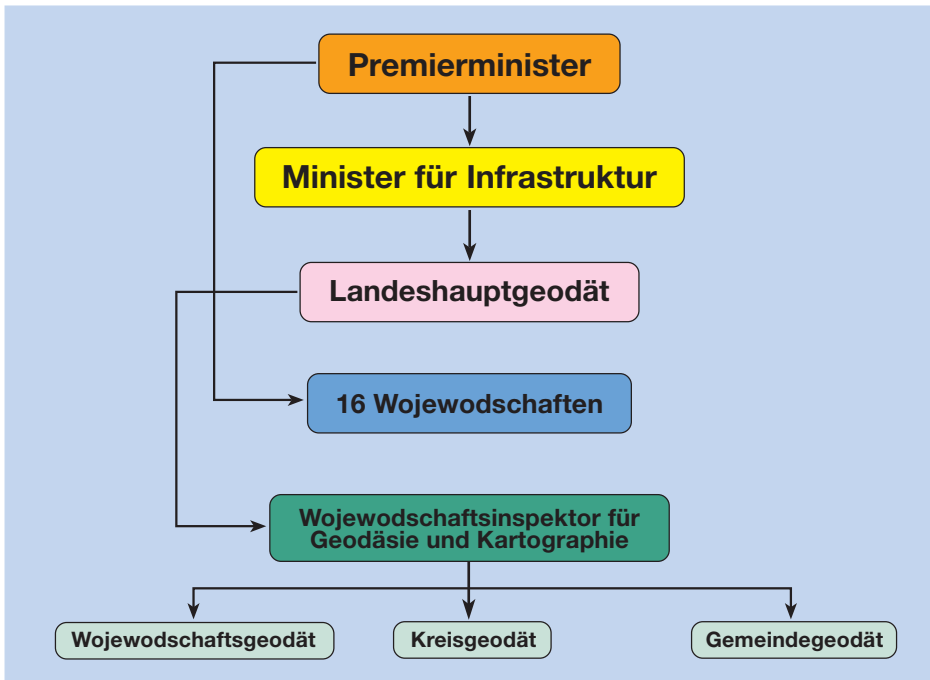 Premierminister
Minister für Infrastruktur
Landeshauptgeodät
16 Wojewodschaften
Wojewodschaftsinspektor für
Geodäsie und Kartographie
Wojewodschaftsgeodät
Kreisgeodät
Gemeindegeodät